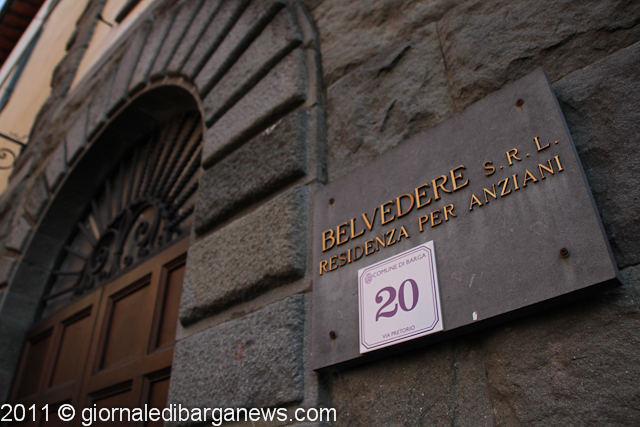 BELVEDERE S.R.L.
RESIDENZA PER ANZIANI
@COMUNE DI BARGA
20
VIA PRETORIO
2011 © giornaledibarganews.com